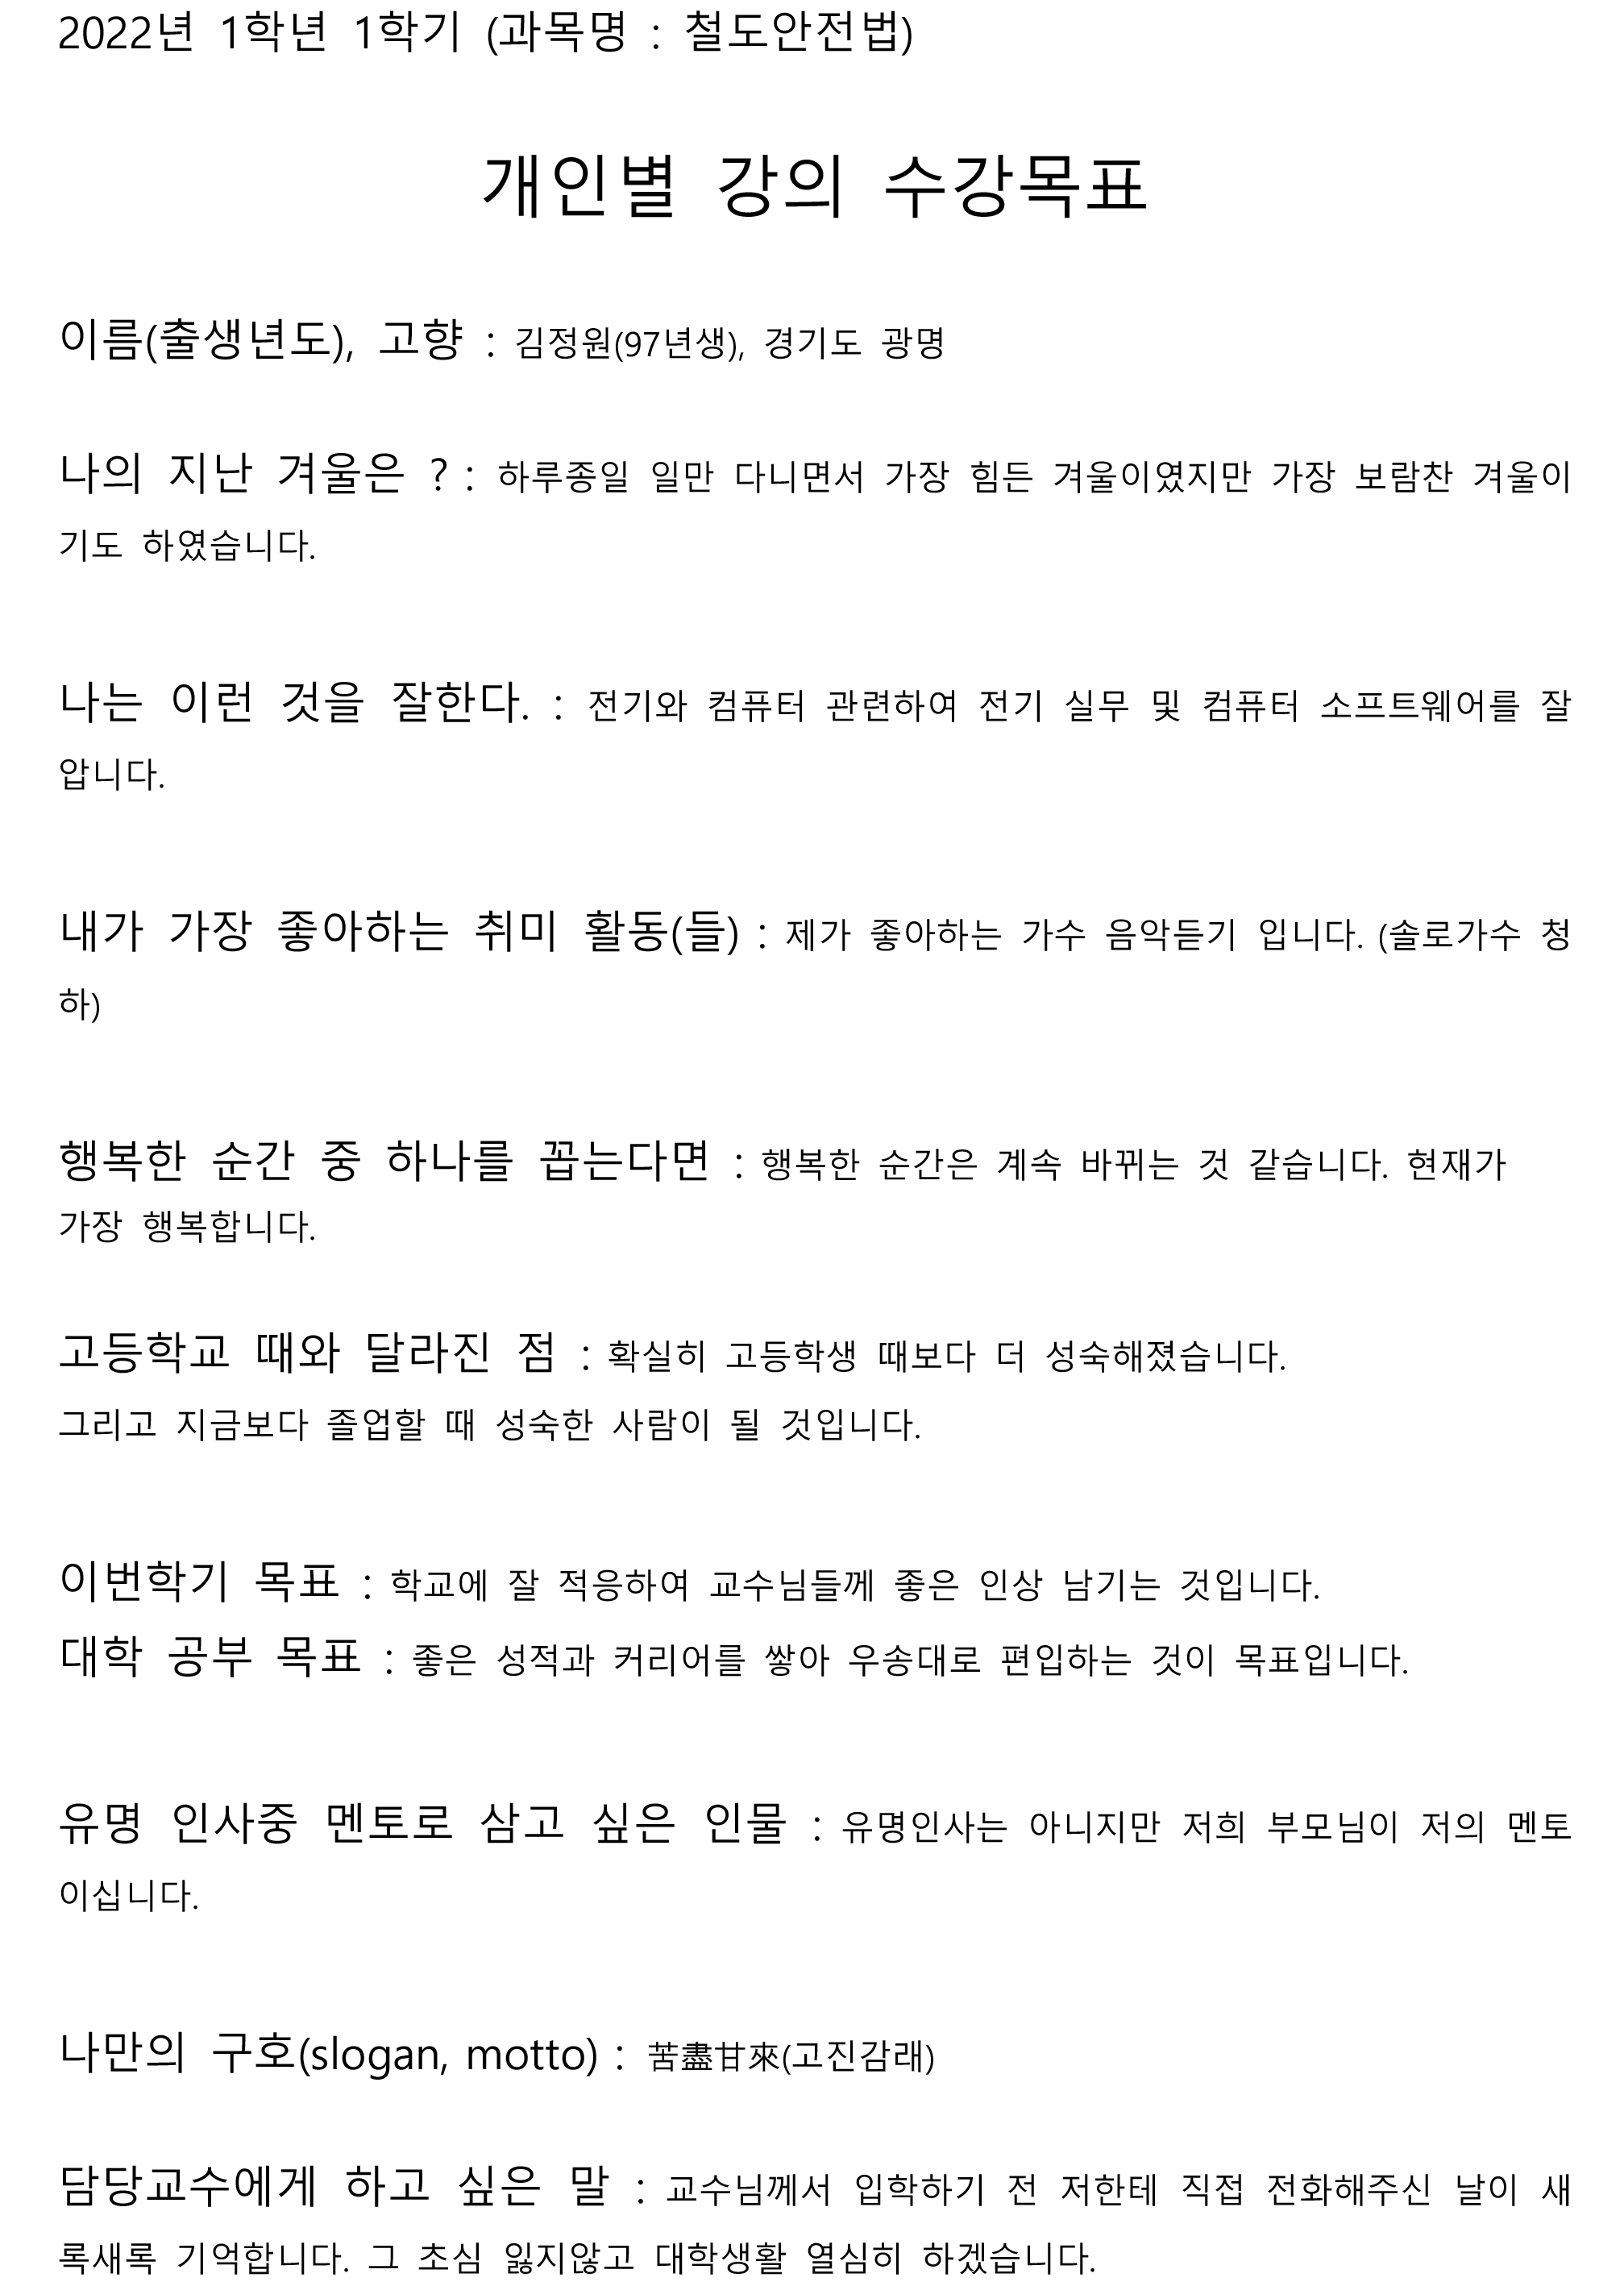 2022년 1학년 1학기 (과목명 : 철도안전법)
개인별 강의 수강목표
이름(출생년도), 고향 : 김정원(97년생), 경기도 광명
나의 지난 겨울은 ? : 하루종일 일만 다니면서 가장 힘든 겨울이였지만 가장 보람찬 겨울이
기도 하였습니다.
나는 이런 것을 잘한다. : 전기와 컴퓨터 관련하여 전기 실무 및 컴퓨터 소프트웨어를 잘
압니다.
내가 가장 좋아하는 취미 활동(들) : 제가 좋아하는 가수 음악듣기 입니다. (솔로가수 청
하)
행복한 순간 중 하나를 꼽는다면 : 행복한 순간은 계속 바뀌는 것 같습니다. 현재가
가장 행복합니다.
고등학교 때와 달라진 점 : 확실히 고등학생 때보다 더 성숙해졌습니다.
그리고 지금보다 졸업할 때 성숙한 사람이 될 것입니다.
이번학기 목표 : 학교에 잘 적응하여 교수님들께 좋은 인상 남기는 것입니다.
대학 공부 목표 : 좋은 성적과 커리어를 쌓아 우송대로 편입하는 것이 목표입니다.
유명 인사중 멘토로 삼고 싶은 인물 : 유명인사는 아니지만 저희 부모님이 저의 멘토
이십니다.
나만의 구호(slogan, motto) : 苦盡甘來(고진감래)
담당교수에게 하고 싶은 말 : 교수님께서 입학하기 전 저한테 직접 전화해주신 날이 새
록새록 기억합니다. 그 초심 잃지않고 대학생활 열심히 하겠습니다.